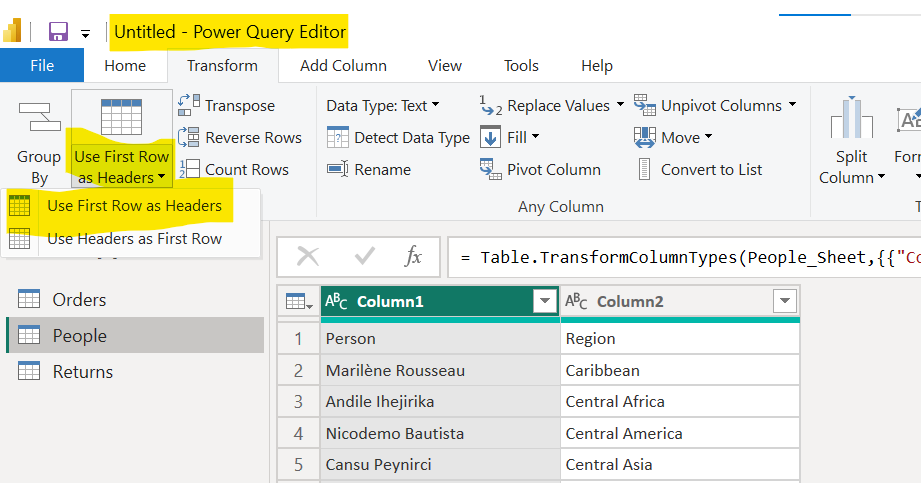 Untitled - Power Query Editor
File Home Transform Add Column View Tools Help
Group By
Use First Row as Headers
Transpose
Reverse Rows
Count Rows
Data Type: Text
Detect Data Type
Rename
Replace Values
Fill
Pivot Column
Unpivot Columns
Move
Convert to List
Any Column
Split Column
Use First Row as Headers
Use Headers as First Row
Orders
People
Returns
fx = Table.TransformColumnTypes(People_Sheet,{{"Co
ABC Column1 ABC Column2
1 Person Region
2 Marilène Rousseau Caribbean
3 Andile Ihejirika Central Africa
4 Nicodemo Bautista Central America
5 Cansu Peynirci Central Asia